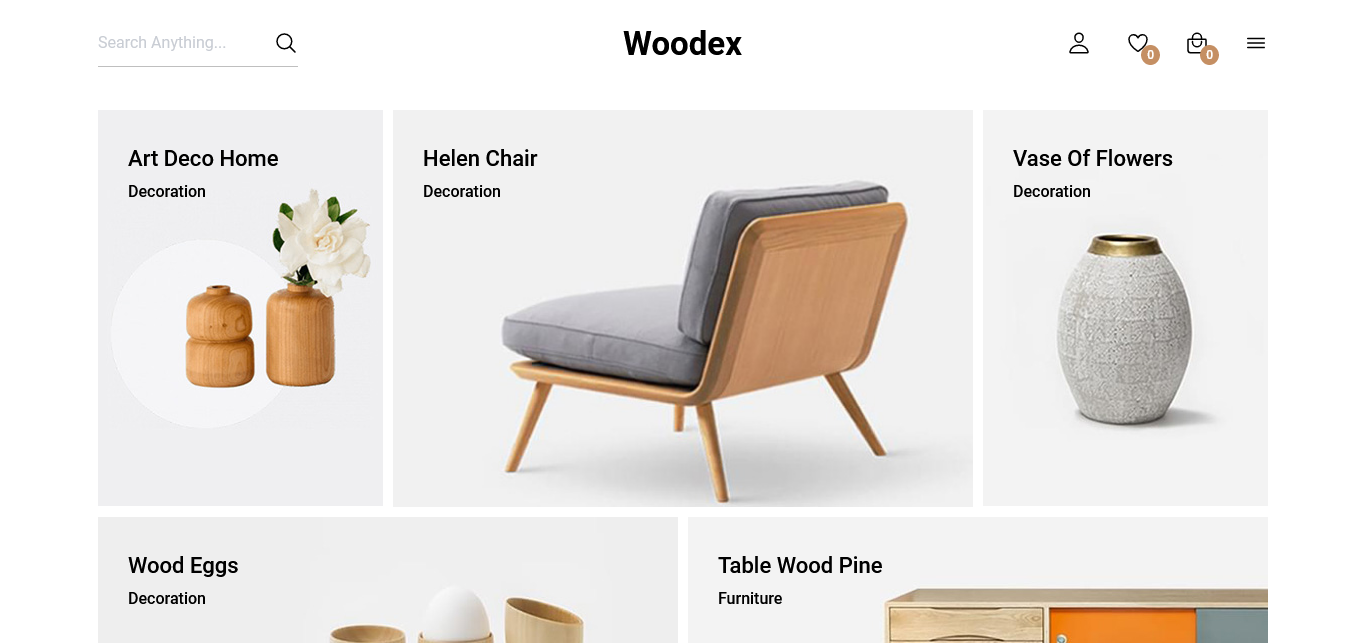 Search Anything...
Woodex
0
0
Art Deco Home
Decoration
Helen Chair
Decoration
Vase Of Flowers
Decoration
Wood Eggs
Decoration
Table Wood Pine
Furniture